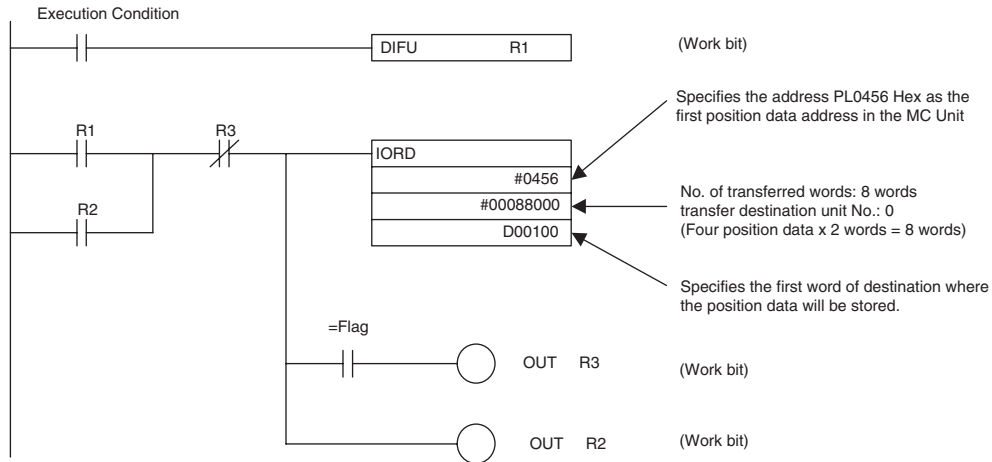 Execution Condition
DIFU R1
(Work bit)
Specifies the address PL0456 Hex as the
first position data address in the MC Unit
R1
R3
IORD
#0456
#00088000
D00100
No. of transferred words: 8 words
transfer destination unit No.: 0
(Four position data x 2 words = 8 words)
R2
Specifies the first word of destination where
the position data will be stored.
=Flag
OUT R3
(Work bit)
OUT R2
(Work bit)